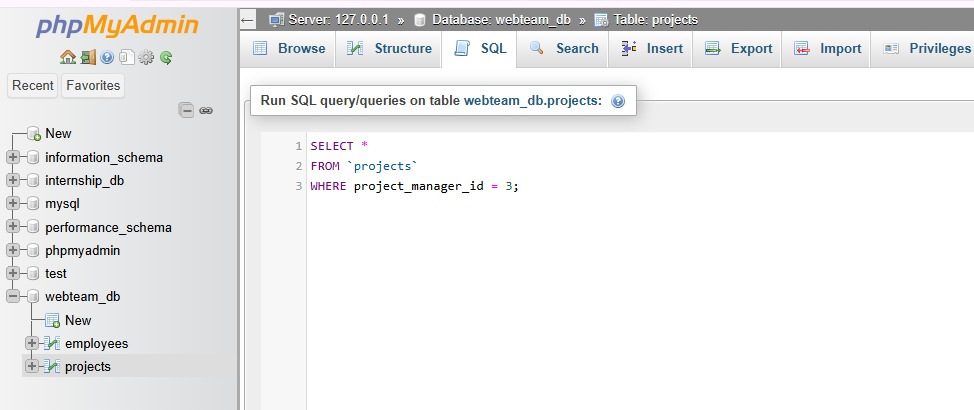 phpMyAdmin
Recent Favorites
New
information_schema
internship_db
mysql
performance_schema
phpmyadmin
test
webteam_db
New
employees
projects
Server: 127.0.0.1 » Database: webteam_db » Table: projects
Browse Structure SQL Search Insert Export Import Privileges
Run SQL query/queries on table webteam_db.projects:
1 SELECT *
2 FROM `projects`
3 WHERE project_manager_id = 3;